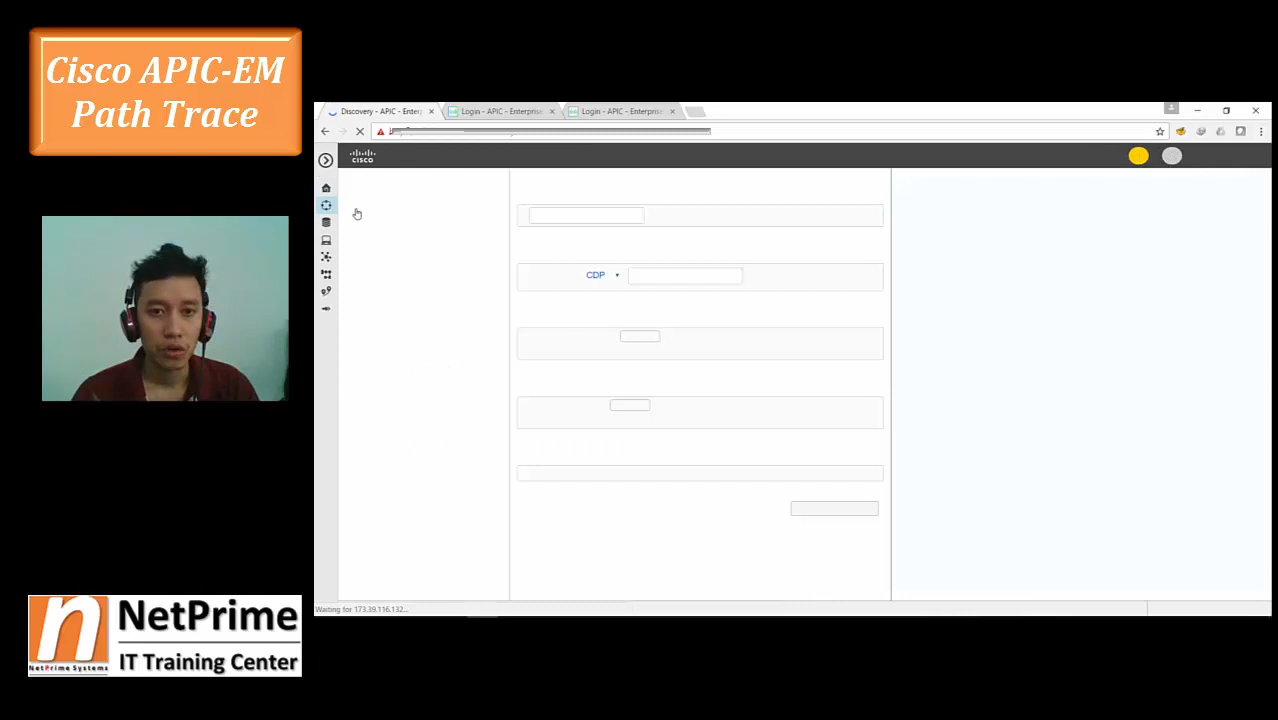 Cisco APIC-EM
Path Trace
Discovery - APIC - Enter
Login - APIC - Enterprise
Login - APIC - Enterprise
CISCO
CDP
Waiting for 173.39.116.132...
n
NetPrime Systems
NetPrime
IT Training Center